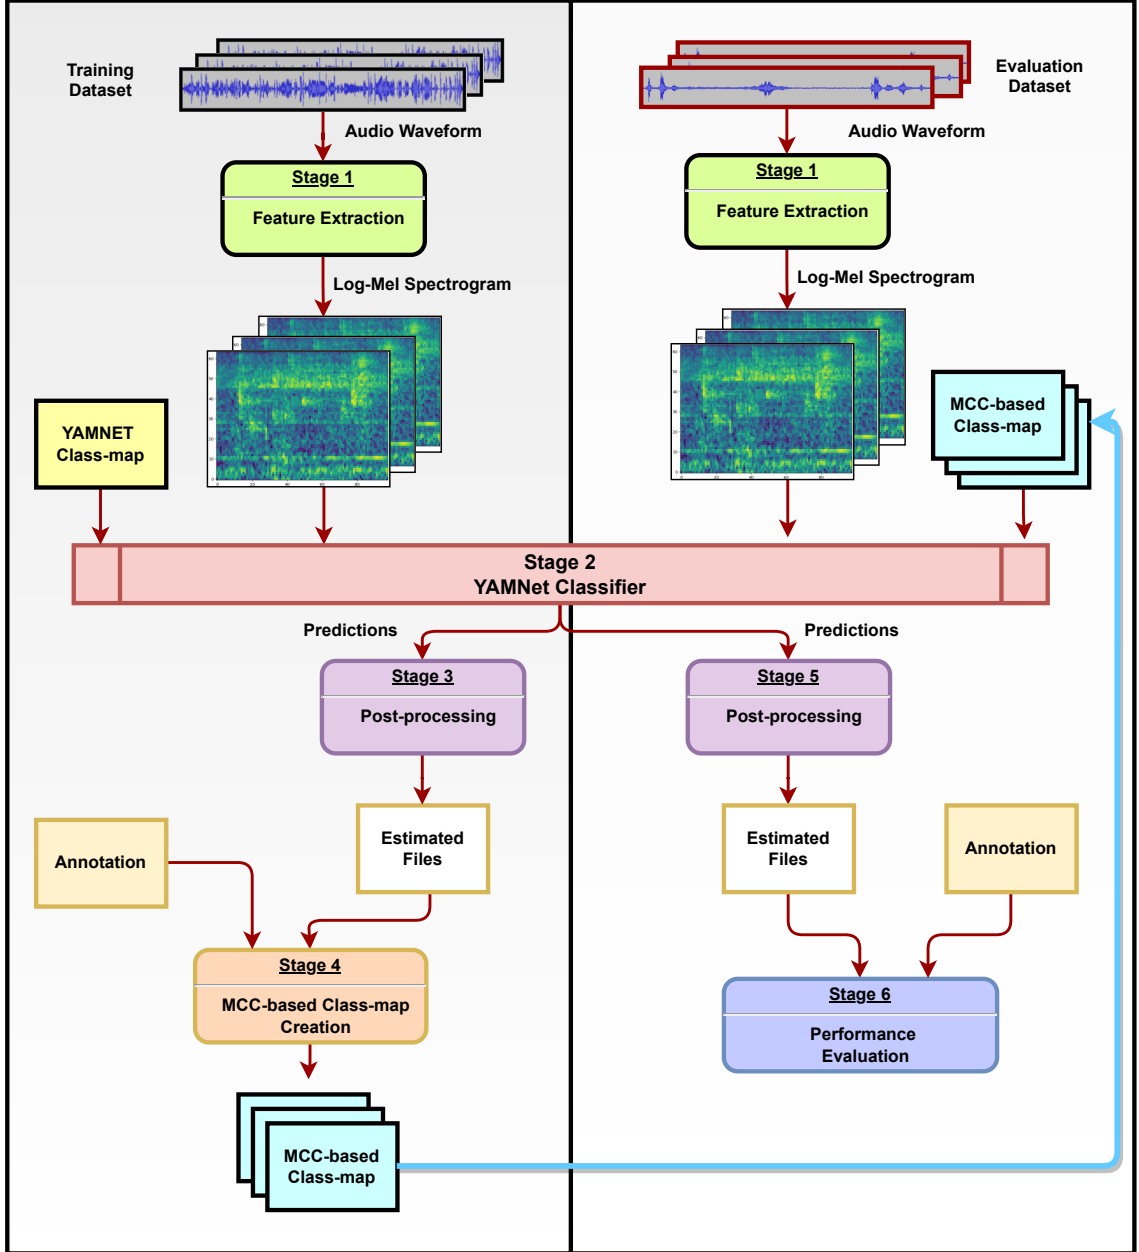 Training
Dataset
Audio Waveform
Stage 1
Feature Extraction
Log-Mel Spectrogram
YAMNET
Class-map
Evaluation
Dataset
Audio Waveform
Stage 1
Feature Extraction
Log-Mel Spectrogram
MCC-based
Class-map
Stage 2
YAMNet Classifier
Predictions
Stage 3
Post-processing
Estimated
Files
Annotation
Stage 4
MCC-based Class-map
Creation
MCC-based
Class-map
Predictions
Stage 5
Post-processing
Estimated
Files
Annotation
Stage 6
Performance
Evaluation